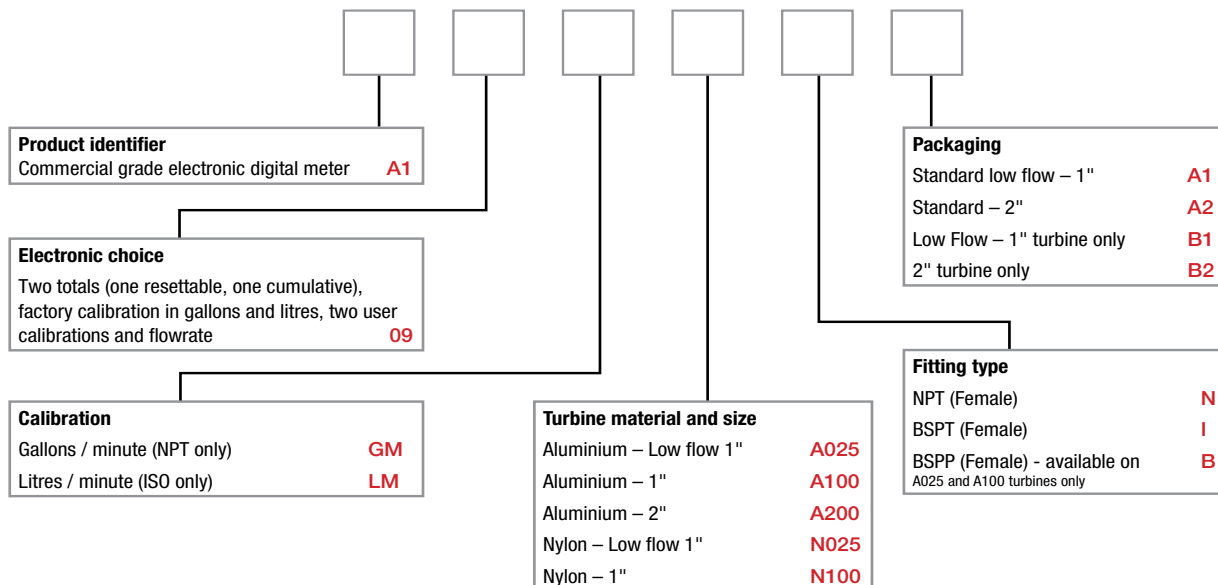 Product identifier
Commercial grade electronic digital meter A1
Electronic choice
Two totals (one resettable, one cumulative),
factory calibration in gallons and litres, two user
calibrations and flowrate 09
Calibration
Gallons / minute (NPT only) GM
Litres / minute (ISO only) LM
Turbine material and size
Aluminium – Low flow 1" A025
Aluminium – 1" A100
Aluminium – 2" A200
Nylon – Low flow 1" N025
Nylon – 1" N100
Packaging
Standard low flow – 1" A1
Standard – 2" A2
Low Flow – 1" turbine only B1
2" turbine only B2
Fitting type
NPT (Female) N
BSPT (Female) I
BSPP (Female) - available on B
A025 and A100 turbines only